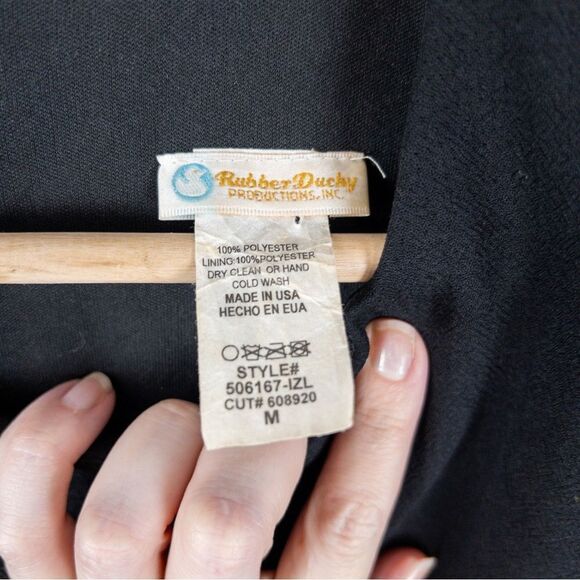 Rubber Ducky
PRODUCTIONS, INC.
100% POLYESTER
LINING:100%POLYESTER
DRY CLEAN OR HAND
COLD WASH
MADE IN USA
HECHO EN EUA
STYLE#
506167-IZL
CUT# 608920
M